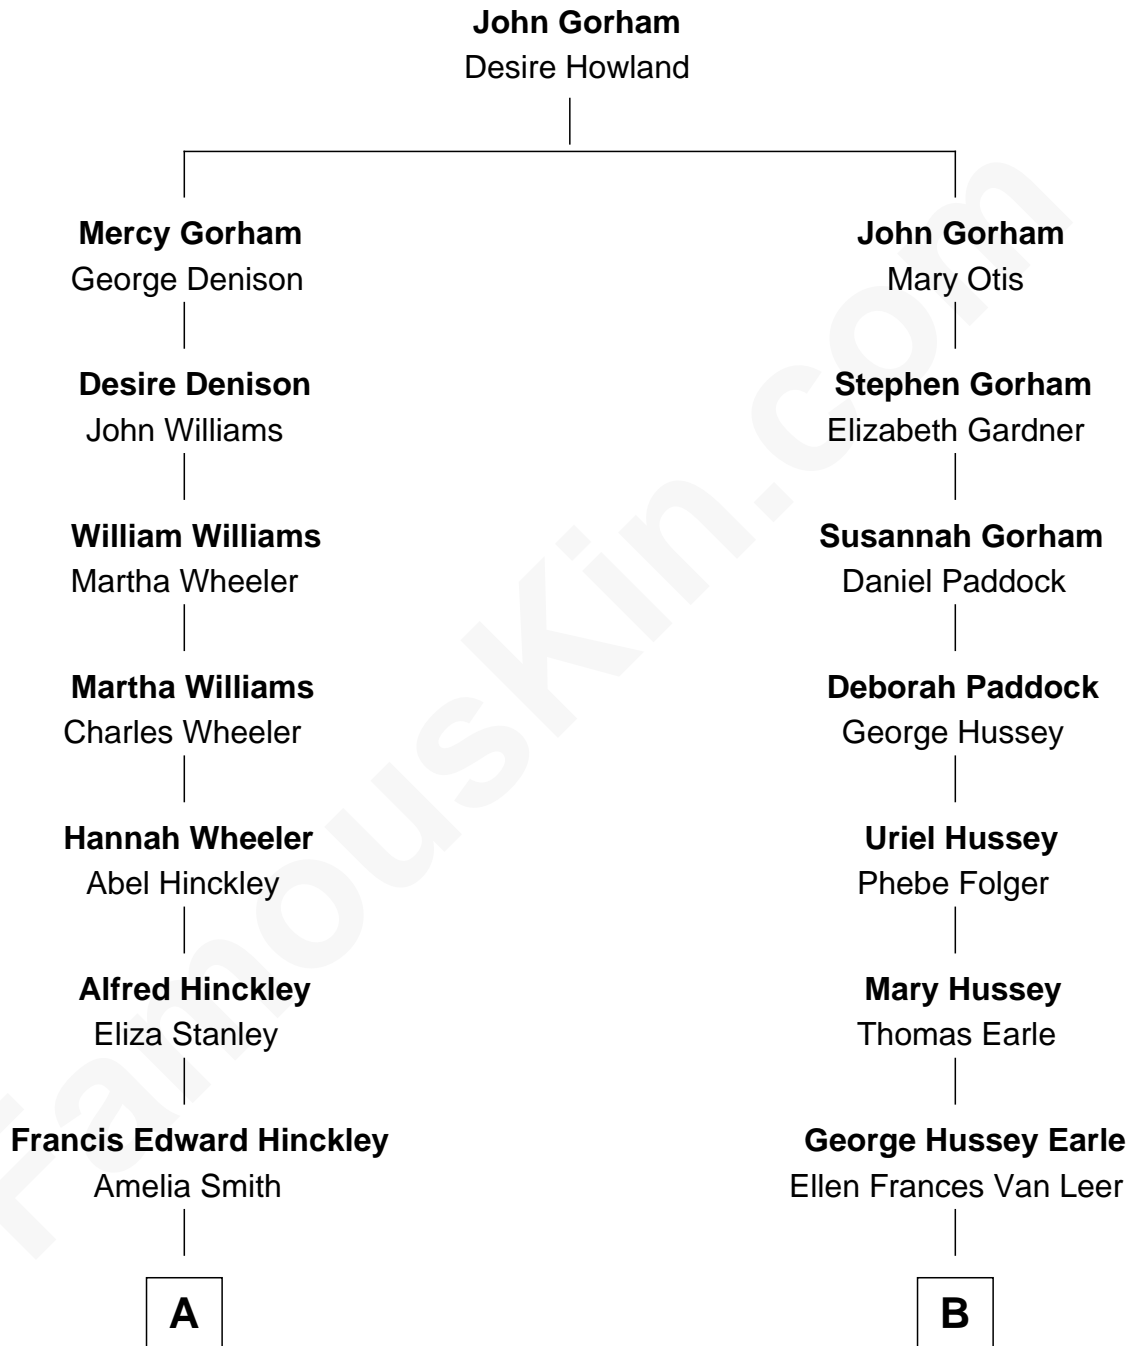 John Gorham
Desire Howland
Mercy Gorham
George Denison
Desire Denison
John Williams
William Williams
Martha Wheeler
Martha Williams
Charles Wheeler
Hannah Wheeler
Abel Hinckley
Alfred Hinckley
Eliza Stanley
Francis Edward Hinckley
Amelia Smith
A
John Gorham
Mary Otis
Stephen Gorham
Elizabeth Gardner
Susannah Gorham
Daniel Paddock
Deborah Paddock
George Hussey
Uriel Hussey
Phebe Folger
Mary Hussey
Thomas Earle
George Hussey Earle
Ellen Frances Van Leer
B
FamousKin.com